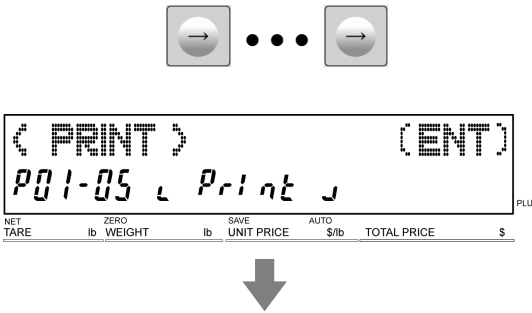 → ••• →
< PRINT > (ENT)
P01-05 ⌞ Print ⌟
PLU
NET ZERO SAVE AUTO
TARE lb WEIGHT lb UNIT PRICE $/lb TOTAL PRICE $